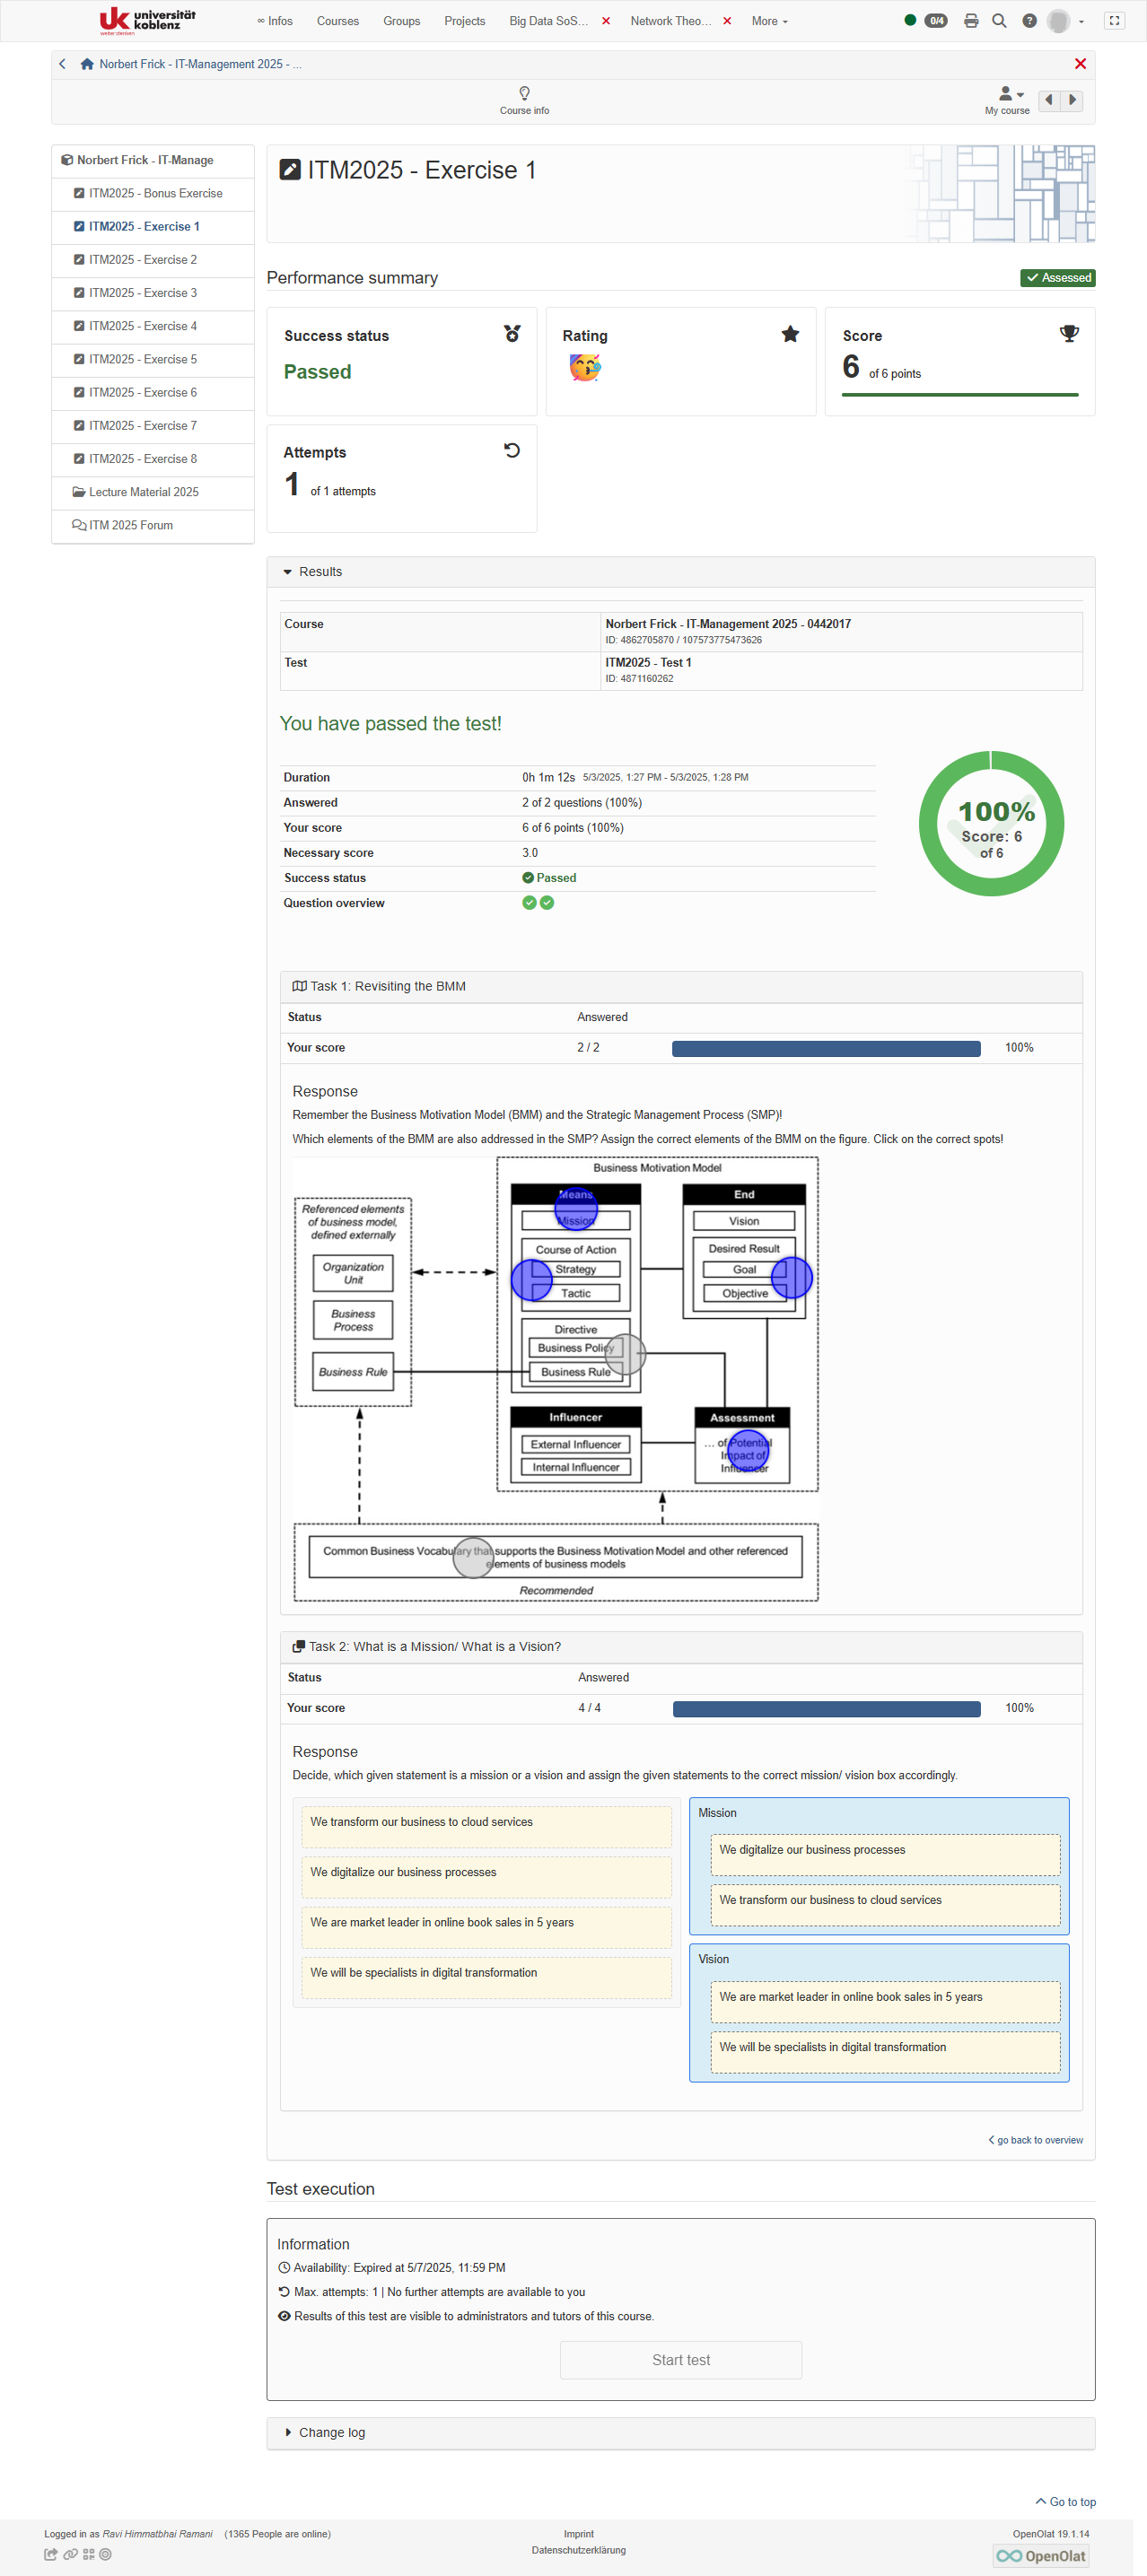 uk universität koblenz
weiter:denken
∞ Infos
Courses
Groups
Projects
Big Data SoS...
Network Theo...
More
0/4
Norbert Frick - IT-Management 2025 - ...
Course info
My course
Norbert Frick - IT-Manage
ITM2025 - Bonus Exercise
ITM2025 - Exercise 1
ITM2025 - Exercise 2
ITM2025 - Exercise 3
ITM2025 - Exercise 4
ITM2025 - Exercise 5
ITM2025 - Exercise 6
ITM2025 - Exercise 7
ITM2025 - Exercise 8
Lecture Material 2025
ITM 2025 Forum
ITM2025 - Exercise 1
Performance summary
Assessed
Success status
Passed
Rating
Score
6 of 6 points
Attempts
1 of 1 attempts
Results
Course
Norbert Frick - IT-Management 2025 - 0442017
ID: 4862705870 / 107573775473626
Test
ITM2025 - Test 1
ID: 4871160262
You have passed the test!
Duration 0h 1m 12s 5/3/2025, 1:27 PM - 5/3/2025, 1:28 PM
Answered 2 of 2 questions (100%)
Your score 6 of 6 points (100%)
Necessary score 3.0
Success status Passed
Question overview
100%
Score: 6
of 6
Task 1: Revisiting the BMM
Status Answered
Your score 2 / 2 100%
Response
Remember the Business Motivation Model (BMM) and the Strategic Management Process (SMP)!
Which elements of the BMM are also addressed in the SMP? Assign the correct elements of the BMM on the figure. Click on the correct spots!
Business Motivation Model
Referenced elements
of business model,
defined externally
Organization
Unit
Business
Process
Business Rule
Means
Mission
Course of Action
Strategy
Tactic
Directive
Business Policy
Business Rule
End
Vision
Desired Result
Goal
Objective
Influencer
External Influencer
Internal Influencer
Assessment
... of Potential
Impact of
Influencer
Common Business Vocabulary that supports the Business Motivation Model and other referenced
elements of business models
Recommended
Task 2: What is a Mission/ What is a Vision?
Status Answered
Your score 4 / 4 100%
Response
Decide, which given statement is a mission or a vision and assign the given statements to the correct mission/ vision box accordingly.
We transform our business to cloud services
We digitalize our business processes
We are market leader in online book sales in 5 years
We will be specialists in digital transformation
Mission
We digitalize our business processes
We transform our business to cloud services
Vision
We are market leader in online book sales in 5 years
We will be specialists in digital transformation
go back to overview
Test execution
Information
Availability: Expired at 5/7/2025, 11:59 PM
Max. attempts: 1 | No further attempts are available to you
Results of this test are visible to administrators and tutors of this course.
Start test
Change log
Go to top
Logged in as Ravi Himmatbhai Ramani (1365 People are online)
Imprint
Datenschutzerklärung
OpenOlat 19.1.14
OpenOlat